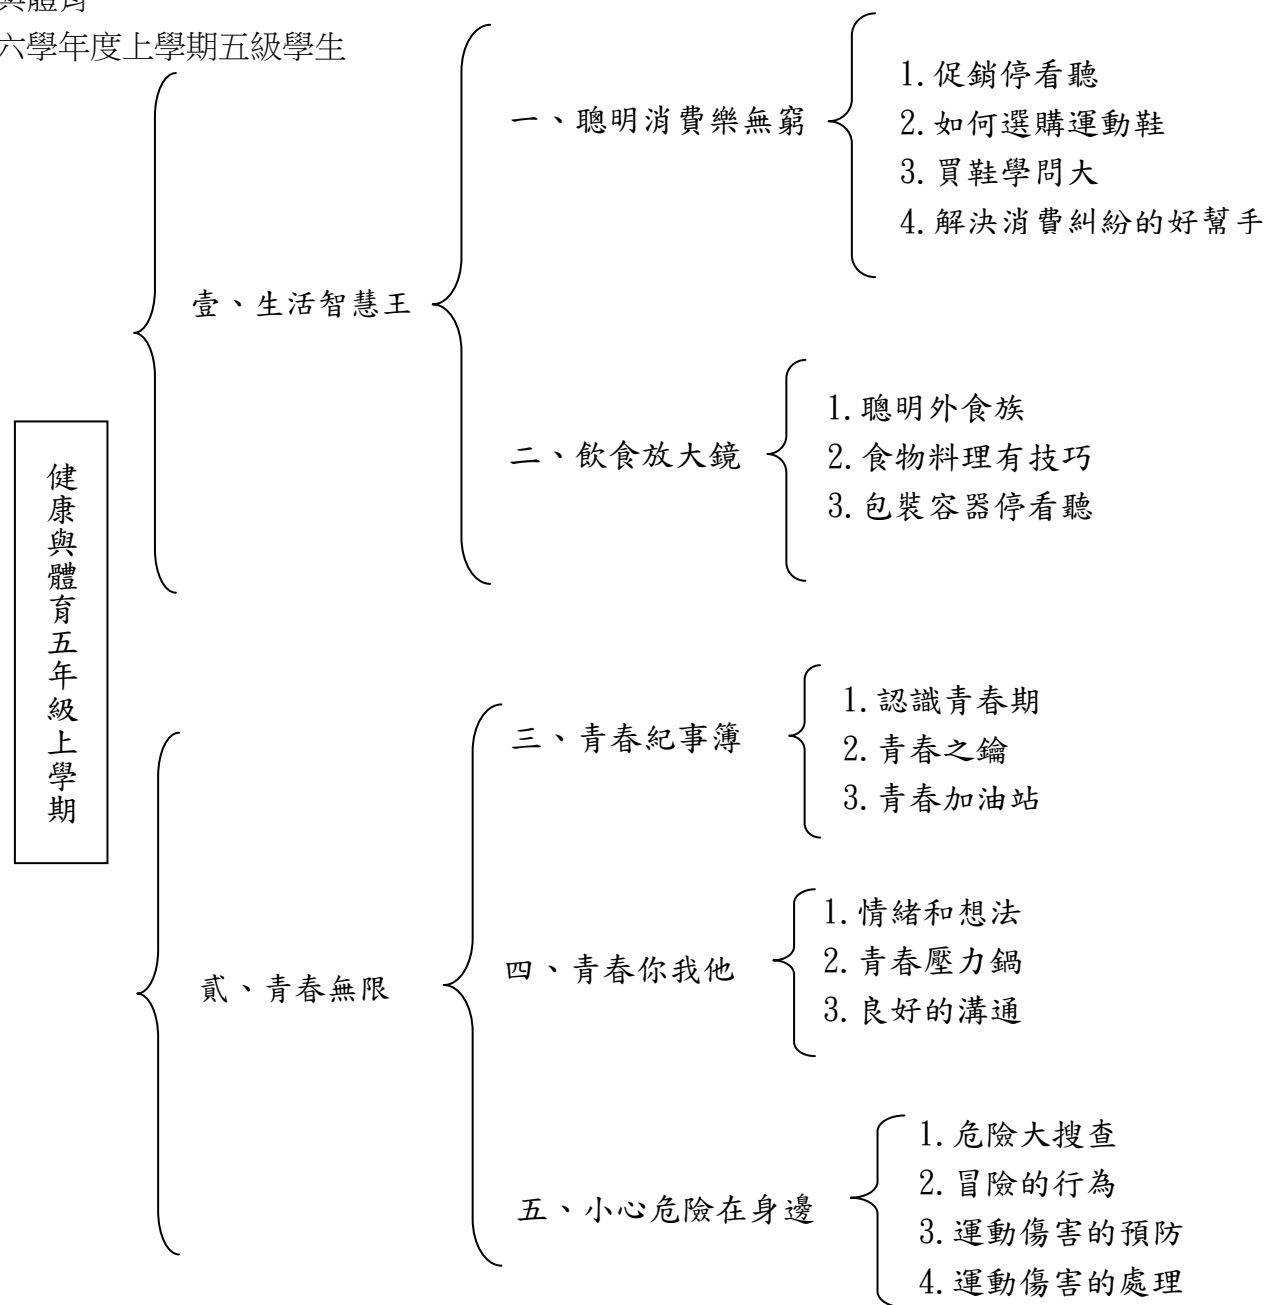 與體育
六學年度上學期五級學生
健康與體育五年級上學期
壹、生活智慧王
一、聰明消費樂無窮
1.促銷停看聽
2.如何選購運動鞋
3.買鞋學問大
4.解決消費糾紛的好幫手
二、飲食放大鏡
1.聰明外食族
2.食物料理有技巧
3.包裝容器停看聽
貳、青春無限
三、青春紀事簿
1.認識青春期
2.青春之鑰
3.青春加油站
四、青春你我他
1.情緒和想法
2.青春壓力鍋
3.良好的溝通
五、小心危險在身邊
1.危險大搜查
2.冒險的行為
3.運動傷害的預防
4.運動傷害的處理